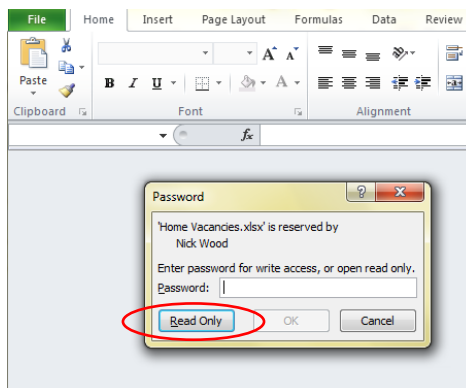 File Home Insert Page Layout Formulas Data Review
Paste
B I U A A A
Clipboard Font Alignment
fx
Password
'Home Vacancies.xlsx' is reserved by
Nick Wood
Enter password for write access, or open read only.
Password:
Read Only OK Cancel